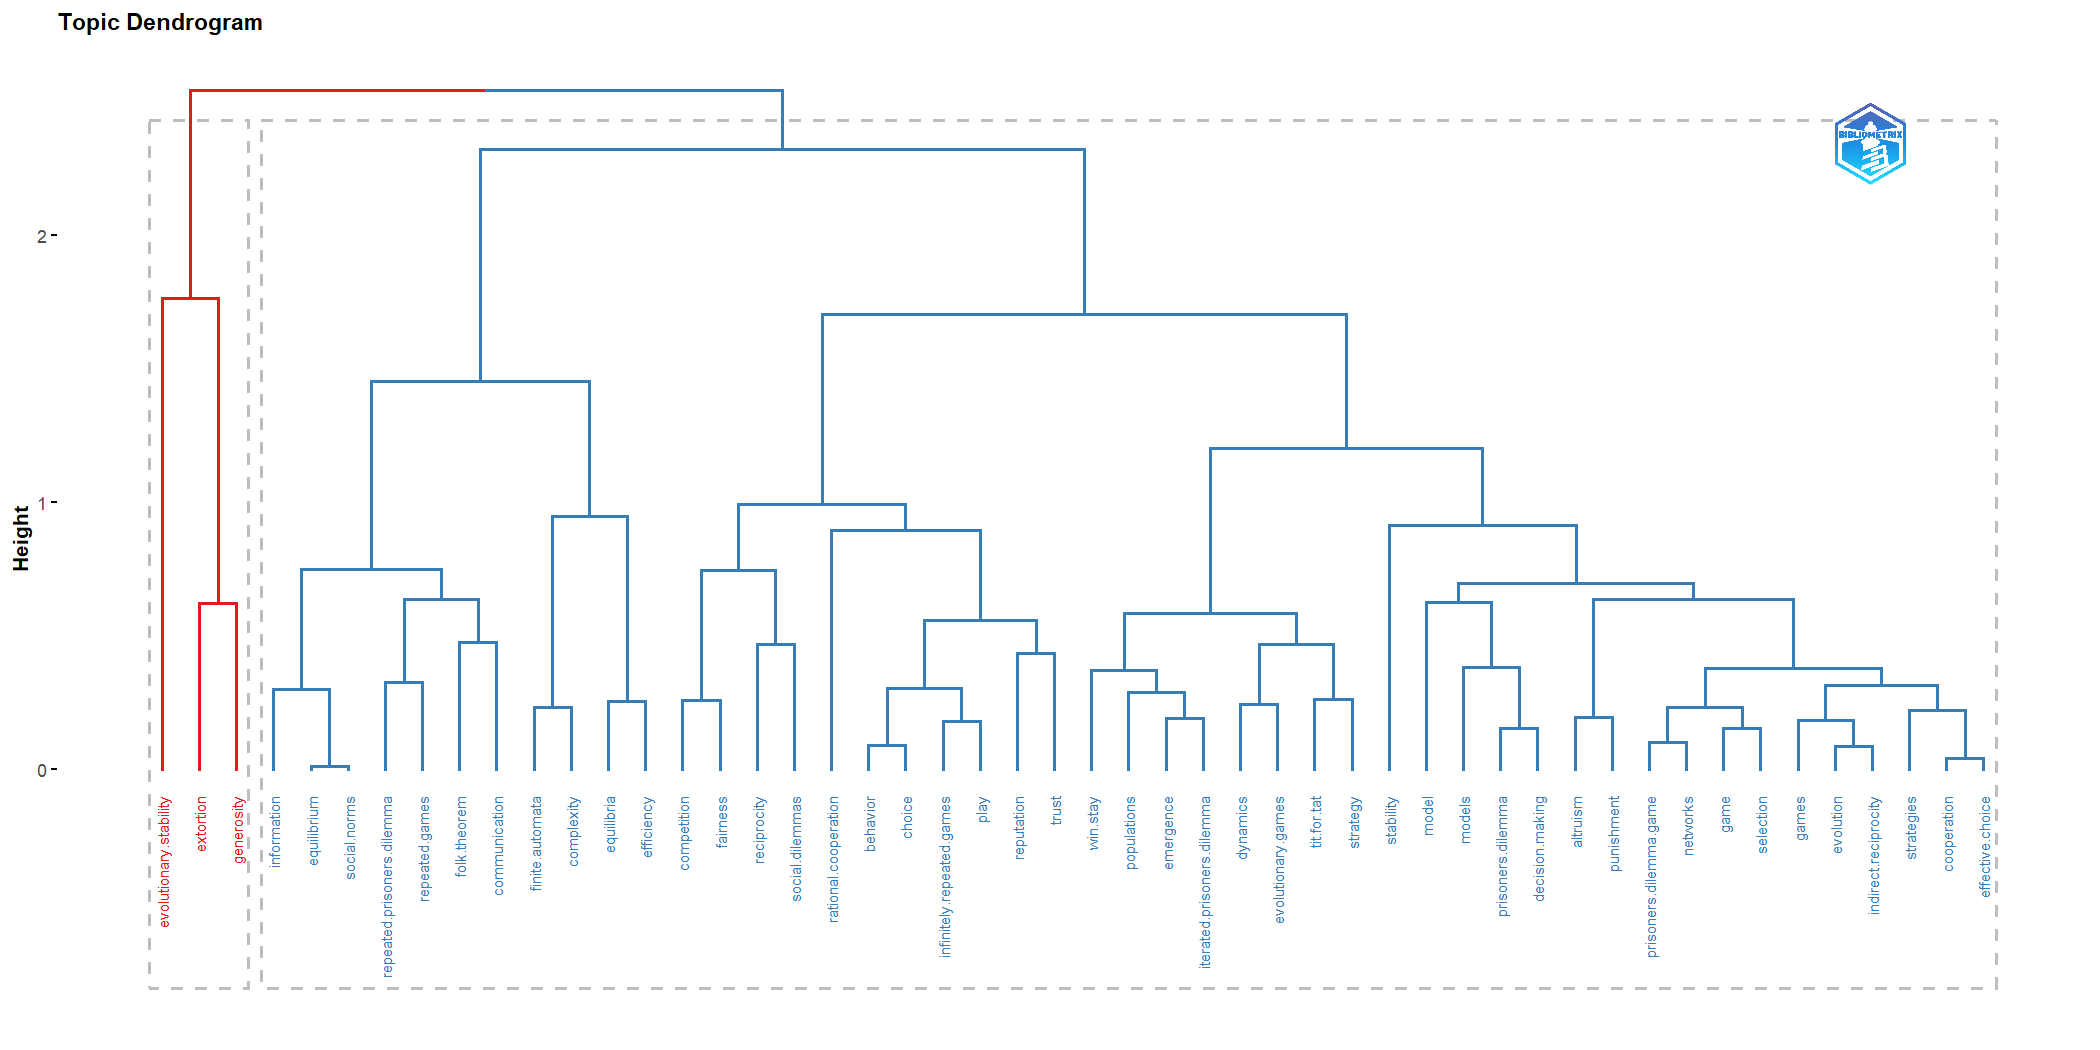 Topic Dendrogram
BIBLIOMETRIX
2
1
0
Height
evolutionary.stability
extortion
generosity
information
equilibrium
social.norms
repeated.prisoners.dilemma
repeated.games
folk.theorem
communication
finite.automata
complexity
equilibria
efficiency
competition
fairness
reciprocity
social.dilemmas
rational.cooperation
behavior
choice
infinitely.repeated.games
play
reputation
trust
win.stay
populations
emergence
iterated.prisoners.dilemma
dynamics
evolutionary.games
tit.for.tat
strategy
stability
model
models
prisoners.dilemma
decision.making
altruism
punishment
prisoners.dilemma.game
networks
game
selection
games
evolution
indirect.reciprocity
strategies
cooperation
effective.choice